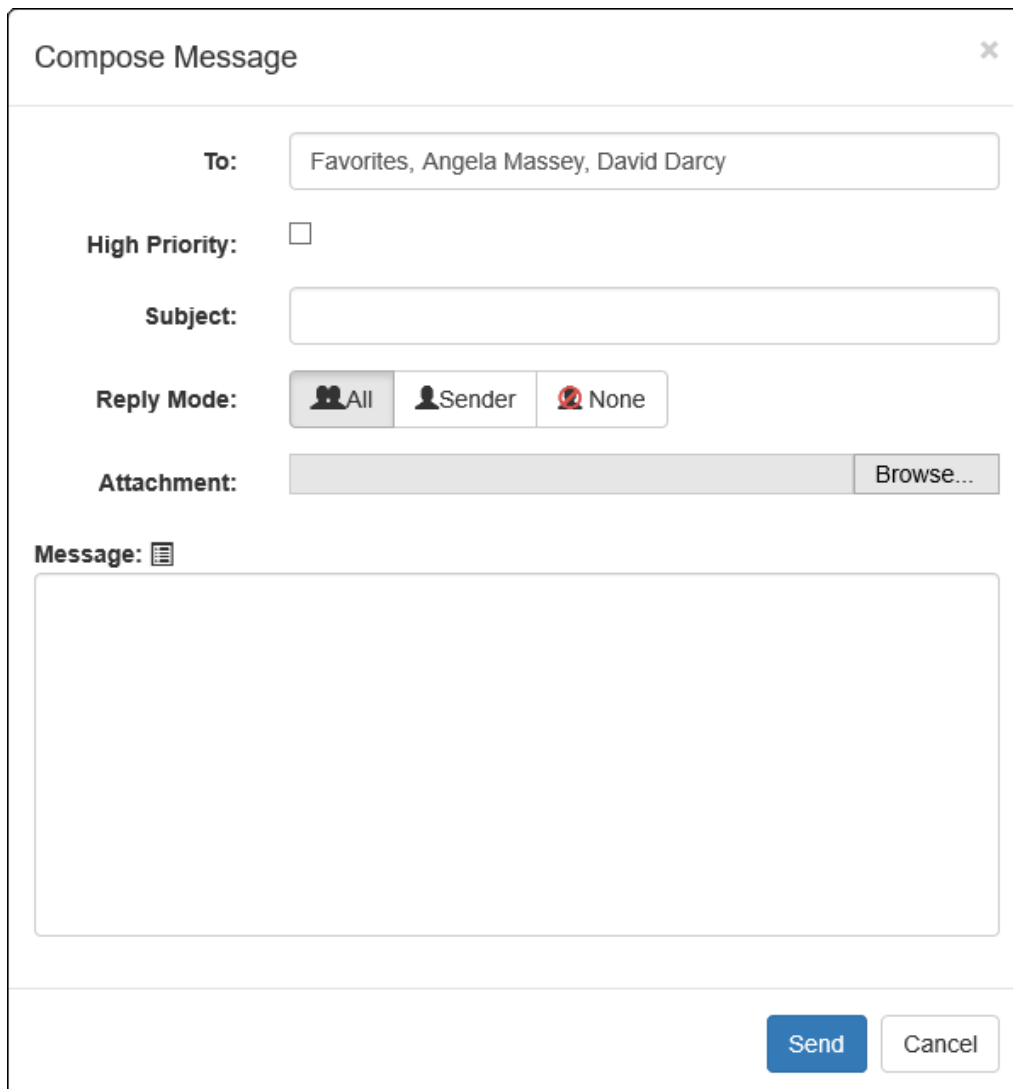 Compose Message ×
To: Favorites, Angela Massey, David Darcy
High Priority:
Subject:
Reply Mode: All Sender None
Attachment: Browse...
Message:
Send Cancel